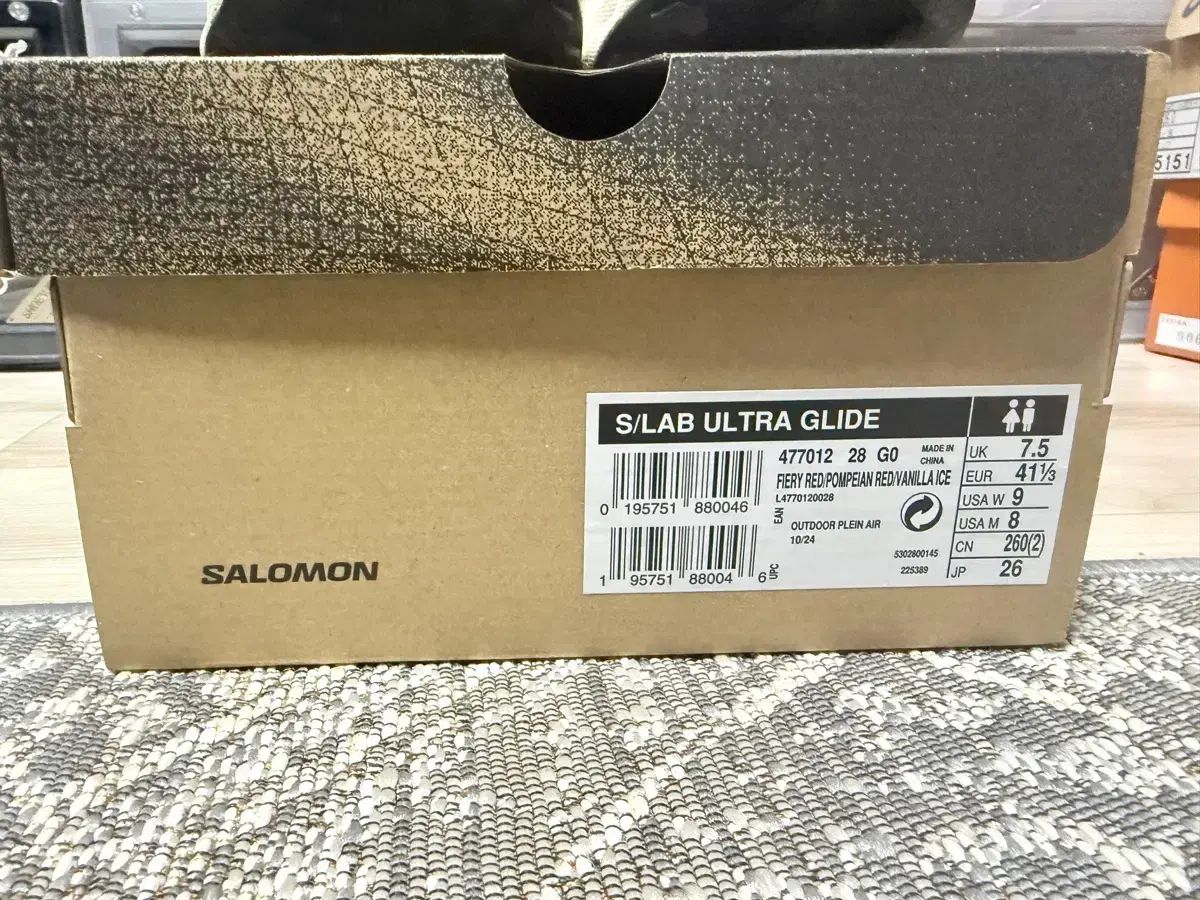 S/LAB ULTRA GLIDE
477012 28 G0
MADE IN
CHINA
FIERY RED/POMPEIAN RED/VANILLA ICE
L4770120028
0 195751 880046
EAN
OUTDOOR PLEIN AIR
10/24
5302800145
225389
1 95751 88004 6
UPC
UK 7.5
EUR 41⅓
USA W 9
USA M 8
CN 260(2)
JP 26
SALOMON
5151